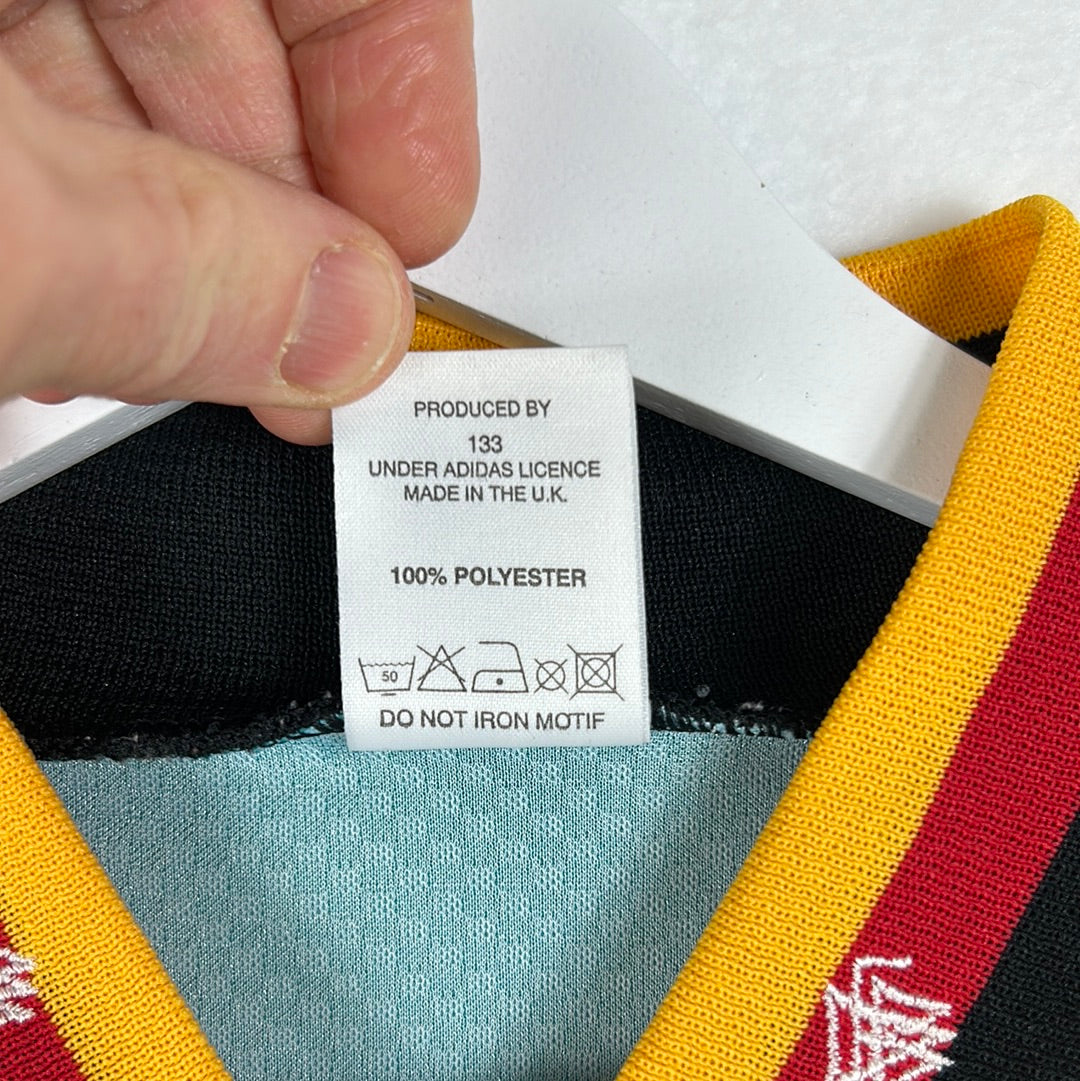 PRODUCED BY
133
UNDER ADIDAS LICENCE
MADE IN THE U.K.
100% POLYESTER
50
DO NOT IRON MOTIF